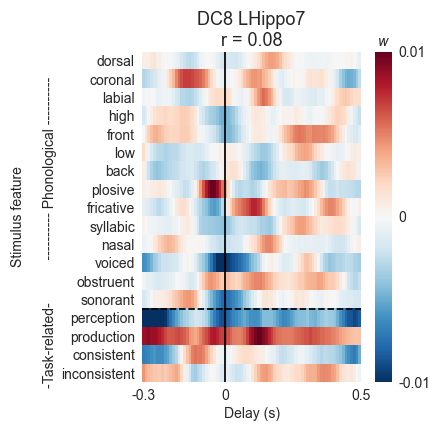 DC8 LHippo7
r = 0.08
w
Stimulus feature
---------- Phonological ----------
-Task-related-
dorsal
coronal
labial
high
front
low
back
plosive
fricative
syllabic
nasal
voiced
obstruent
sonorant
perception
production
consistent
inconsistent
-0.3 0 0.5
Delay (s)
0.01
0
-0.01